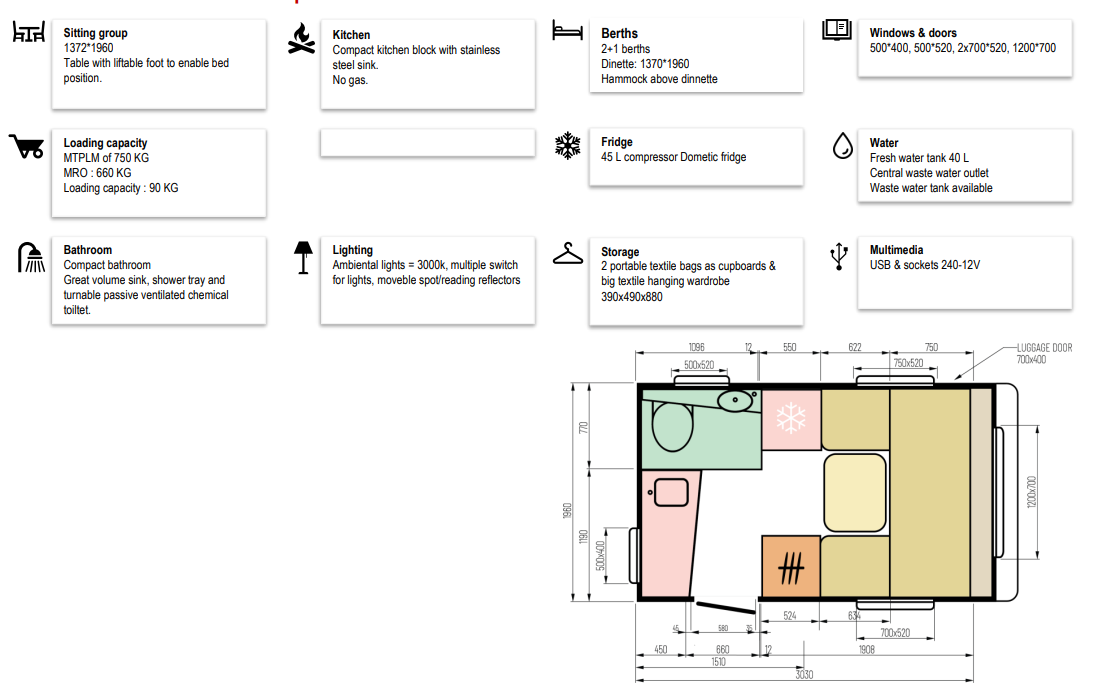 Sitting group
1372*1960
Table with liftable foot to enable bed
position.
Kitchen
Compact kitchen block with stainless
steel sink.
No gas.
Berths
2+1 berths
Dinette: 1370*1960
Hammock above dinnette
Windows & doors
500*400, 500*520, 2x700*520, 1200*700
Loading capacity
MTPLM of 750 KG
MRO : 660 KG
Loading capacity : 90 KG
Fridge
45 L compressor Dometic fridge
Water
Fresh water tank 40 L
Central waste water outlet
Waste water tank available
Bathroom
Compact bathroom
Great volume sink, shower tray and
turnable passive ventilated chemical
toiltet.
Lighting
Ambiental lights = 3000k, multiple switch
for lights, moveble spot/reading reflectors
Storage
2 portable textile bags as cupboards &
big textile hanging wardrobe
390x490x880
Multimedia
USB & sockets 240-12V
1096
12
550
622
750
LUGGAGE DOOR
700x400
500x520
750x520
770
1960
1190
500x400
1200x700
524
634
45
580
35
700x520
450
660
12
1908
1510
3030